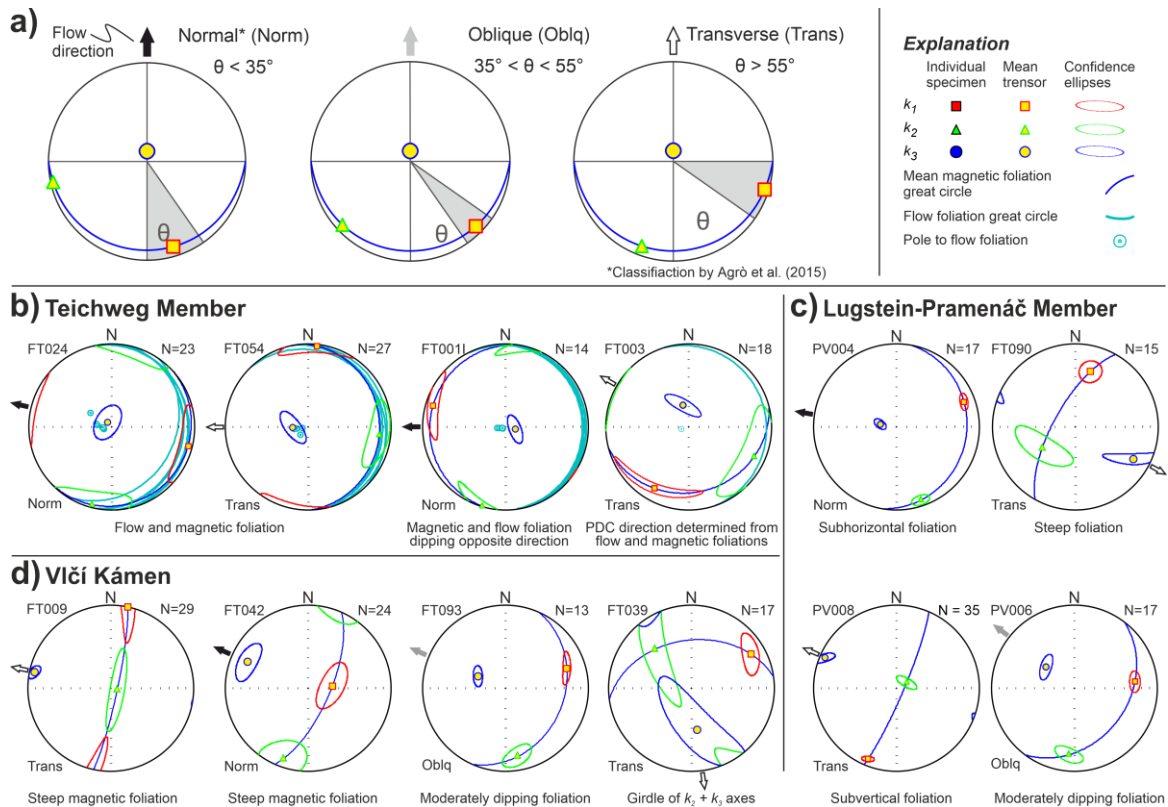 a)
Flow
direction
Normal* (Norm)
θ < 35°
Oblique (Oblq)
35° < θ < 55°
Transverse (Trans)
θ > 55°
θ
θ
θ
*Classifiaction by Agrò et al. (2015)
Explanation
Individual
specimen
Mean
trensor
Confidence
ellipses
k1
k2
k3
Mean magnetic foliation
great circle
Flow foliation great circle
Pole to flow foliation
b) Teichweg Member
FT024
N
N=23
Norm
FT054
N
N=27
Trans
Flow and magnetic foliation
FT001I
N
N=14
Norm
Magnetic and flow foliation
dipping opposite direction
FT003
N
N=18
Trans
PDC direction determined from
flow and magnetic foliations
c) Lugstein-Pramenáč Member
PV004
N
N=17
Norm
Subhorizontal foliation
FT090
N
N=15
Trans
Steep foliation
d) Vlčí Kámen
FT009
N
N=29
Trans
Steep magnetic foliation
FT042
N
N=24
Norm
Steep magnetic foliation
FT093
N
N=13
Oblq
Moderately dipping foliation
FT039
N
N=17
Trans
Girdle of k2 + k3 axes
PV008
N
N = 35
Trans
Subvertical foliation
PV006
N
N=17
Oblq
Moderately dipping foliation